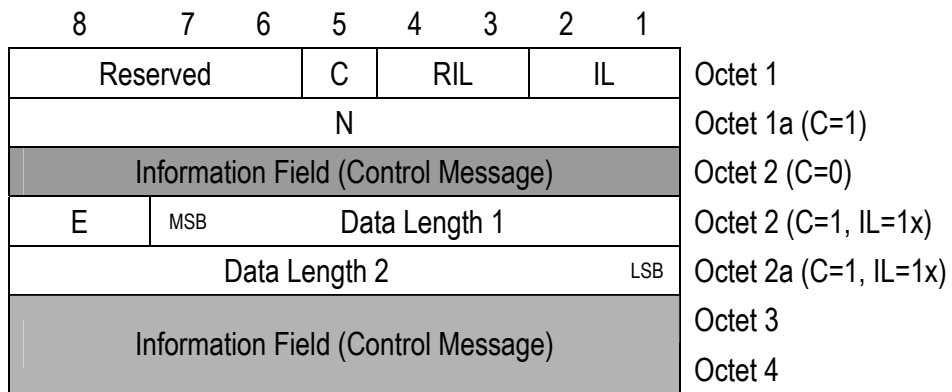 8 7 6 5 4 3 2 1
Reserved C RIL IL Octet 1
N Octet 1a (C=1)
Information Field (Control Message) Octet 2 (C=0)
E MSB Data Length 1 Octet 2 (C=1, IL=1x)
Data Length 2 LSB Octet 2a (C=1, IL=1x)
Octet 3
Information Field (Control Message)
Octet 4